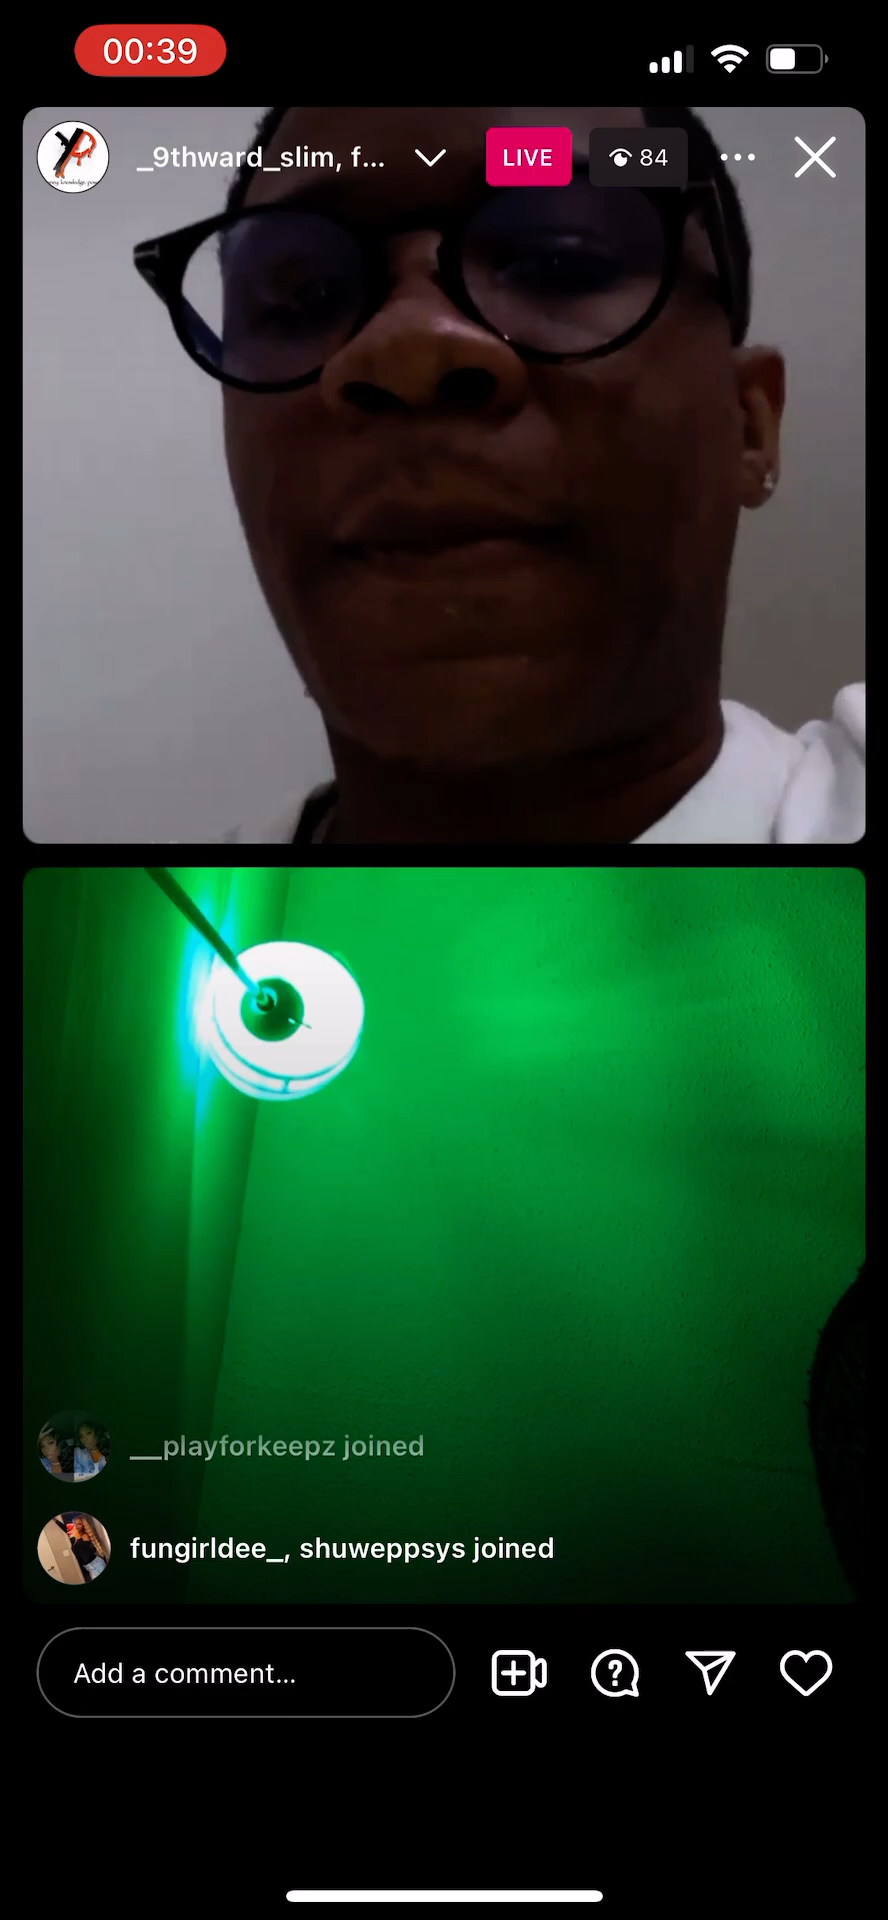 00:39
_9thward_slim, f...
LIVE
84
__playforkeepz joined
fungirldee_, shuweppsys joined
Add a comment...